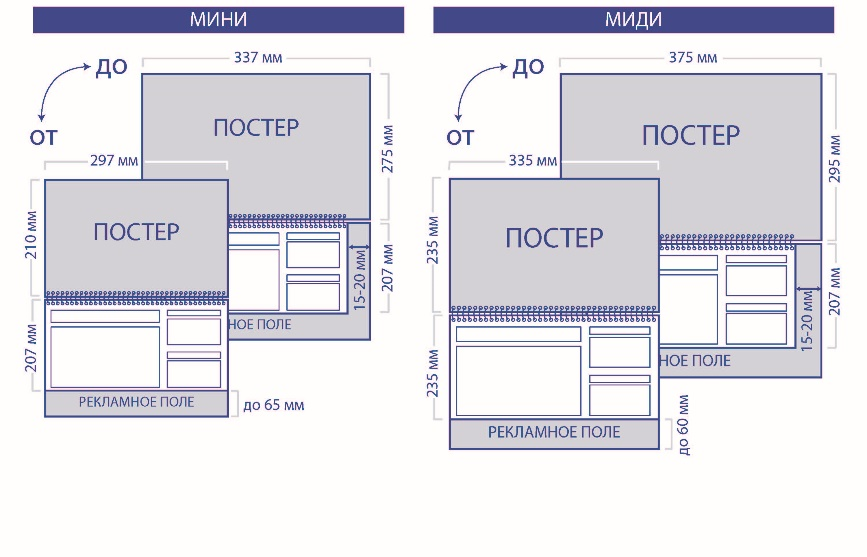 МИНИ
337 мм
ДО
ПОСТЕР
275 мм
ОТ
297 мм
ПОСТЕР
210 мм
15-20 мм
207 мм
НОЕ ПОЛЕ
207 мм
РЕКЛАМНОЕ ПОЛЕ
до 65 мм
МИДИ
375 мм
ДО
ПОСТЕР
295 мм
ОТ
335 мм
ПОСТЕР
235 мм
15-20 мм
207 мм
НОЕ ПОЛЕ
235 мм
РЕКЛАМНОЕ ПОЛЕ
до 60 мм